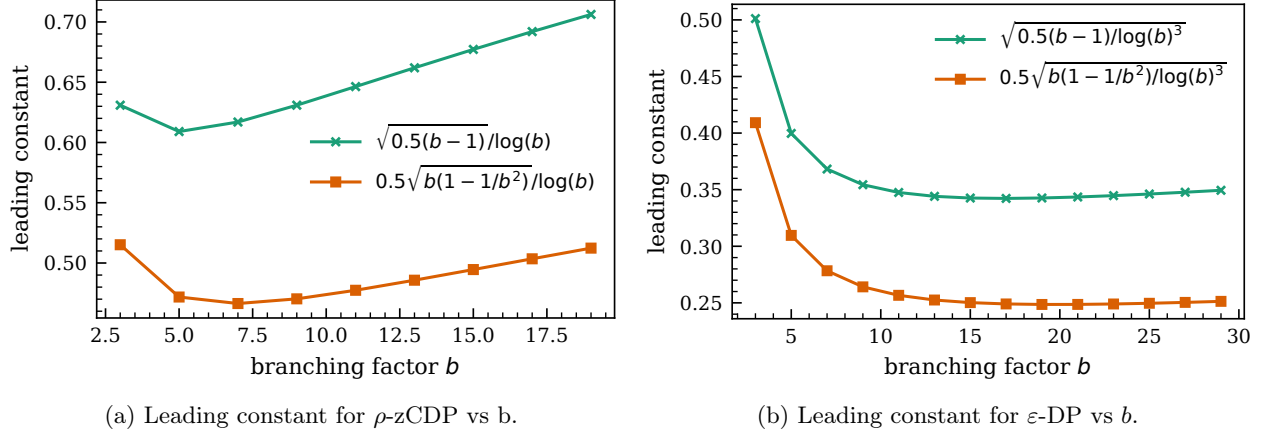 0.70
0.65
0.60
0.55
0.50
leading constant
√0.5(b − 1)/log(b)
0.5√b(1 − 1/b²)/log(b)
2.5 5.0 7.5 10.0 12.5 15.0 17.5
branching factor b
(a) Leading constant for ρ-zCDP vs b.
0.50
0.45
0.40
0.35
0.30
0.25
leading constant
√0.5(b − 1)/log(b)³
0.5√b(1 − 1/b²)/log(b)³
5 10 15 20 25 30
branching factor b
(b) Leading constant for ε-DP vs b.